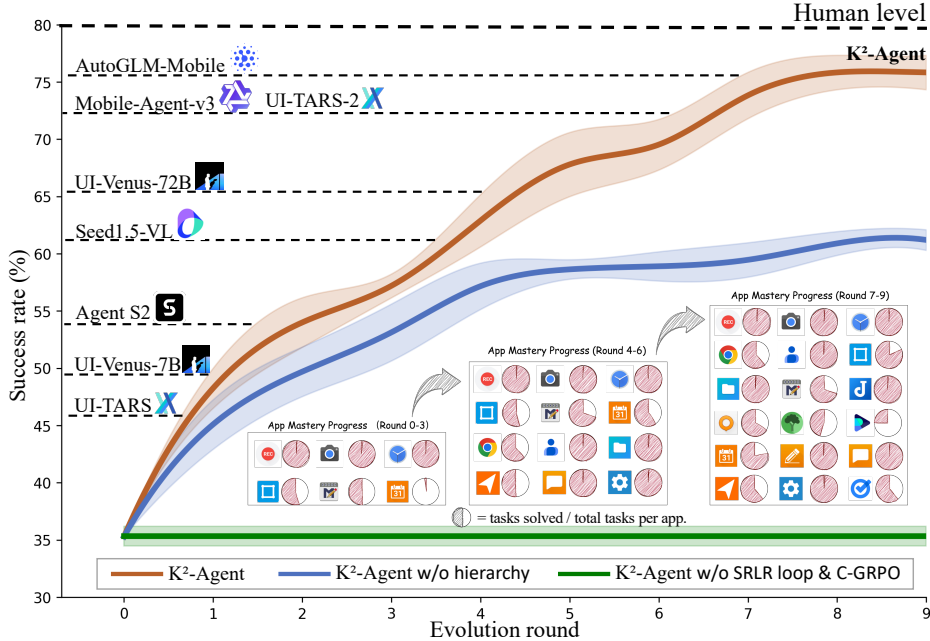 Human level
K²-Agent
AutoGLM-Mobile
Mobile-Agent-v3 UI-TARS-2
UI-Venus-72B
Seed1.5-VL
Agent S2
UI-Venus-7B
UI-TARS
Success rate (%)
80
75
70
65
60
55
50
45
40
35
30
App Mastery Progress (Round 0-3)
REC
31
App Mastery Progress (Round 4-6)
REC
31
App Mastery Progress (Round 7-9)
REC
31
= tasks solved / total tasks per app.
K²-Agent
K²-Agent w/o hierarchy
K²-Agent w/o SRLR loop & C-GRPO
0 1 2 3 4 5 6 7 8 9
Evolution round